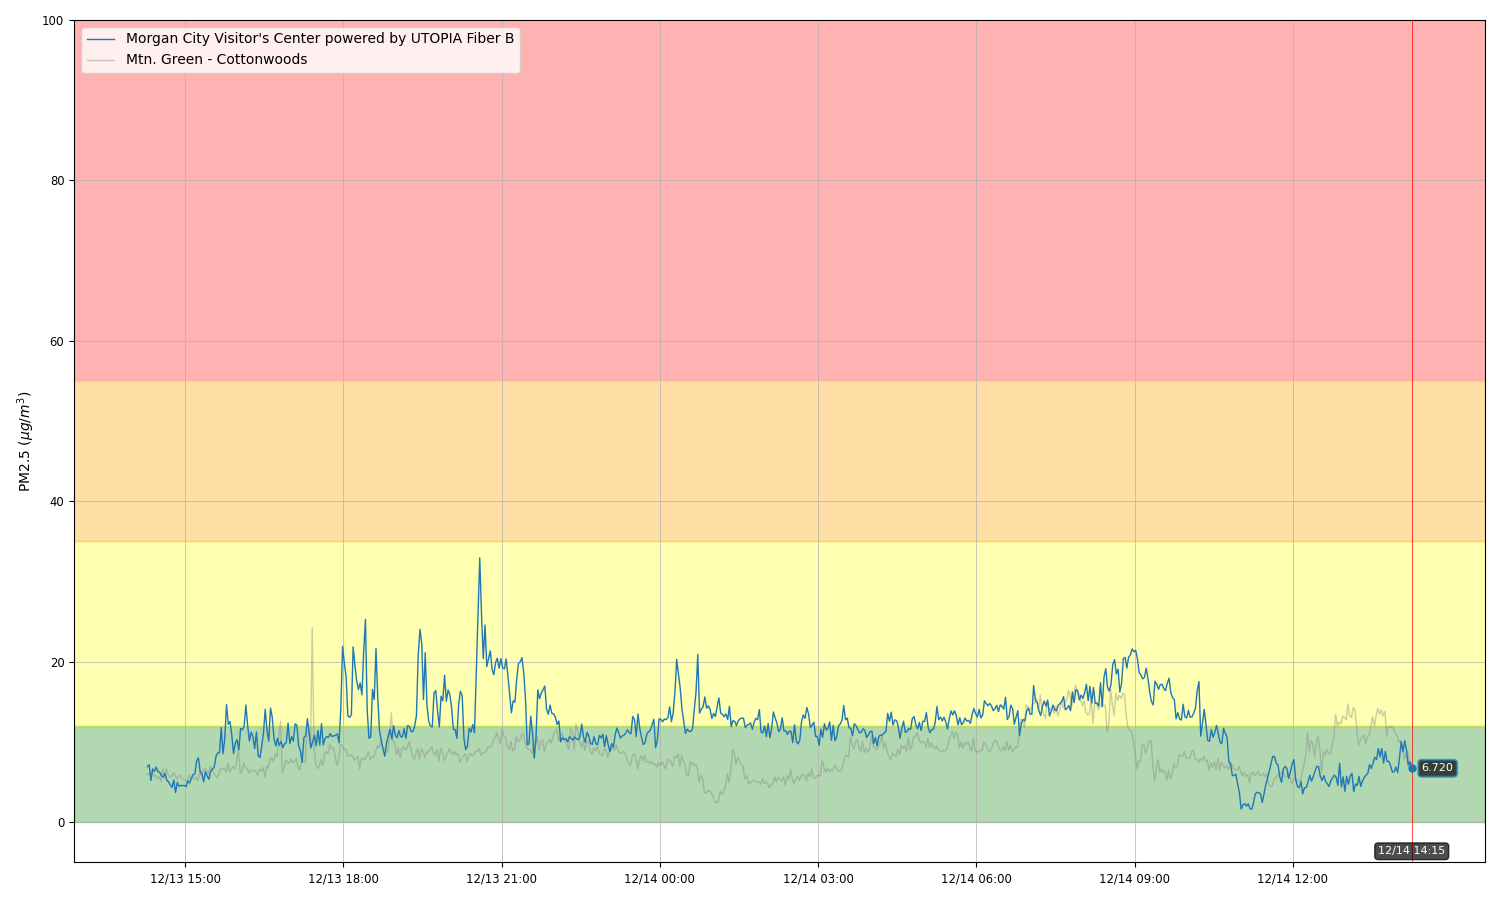 100
80
60
40
20
0
PM2.5 (μg/m³)
Morgan City Visitor's Center powered by UTOPIA Fiber B
Mtn. Green - Cottonwoods
6.720
12/14 14:15
12/13 15:00 12/13 18:00 12/13 21:00 12/14 00:00 12/14 03:00 12/14 06:00 12/14 09:00 12/14 12:00